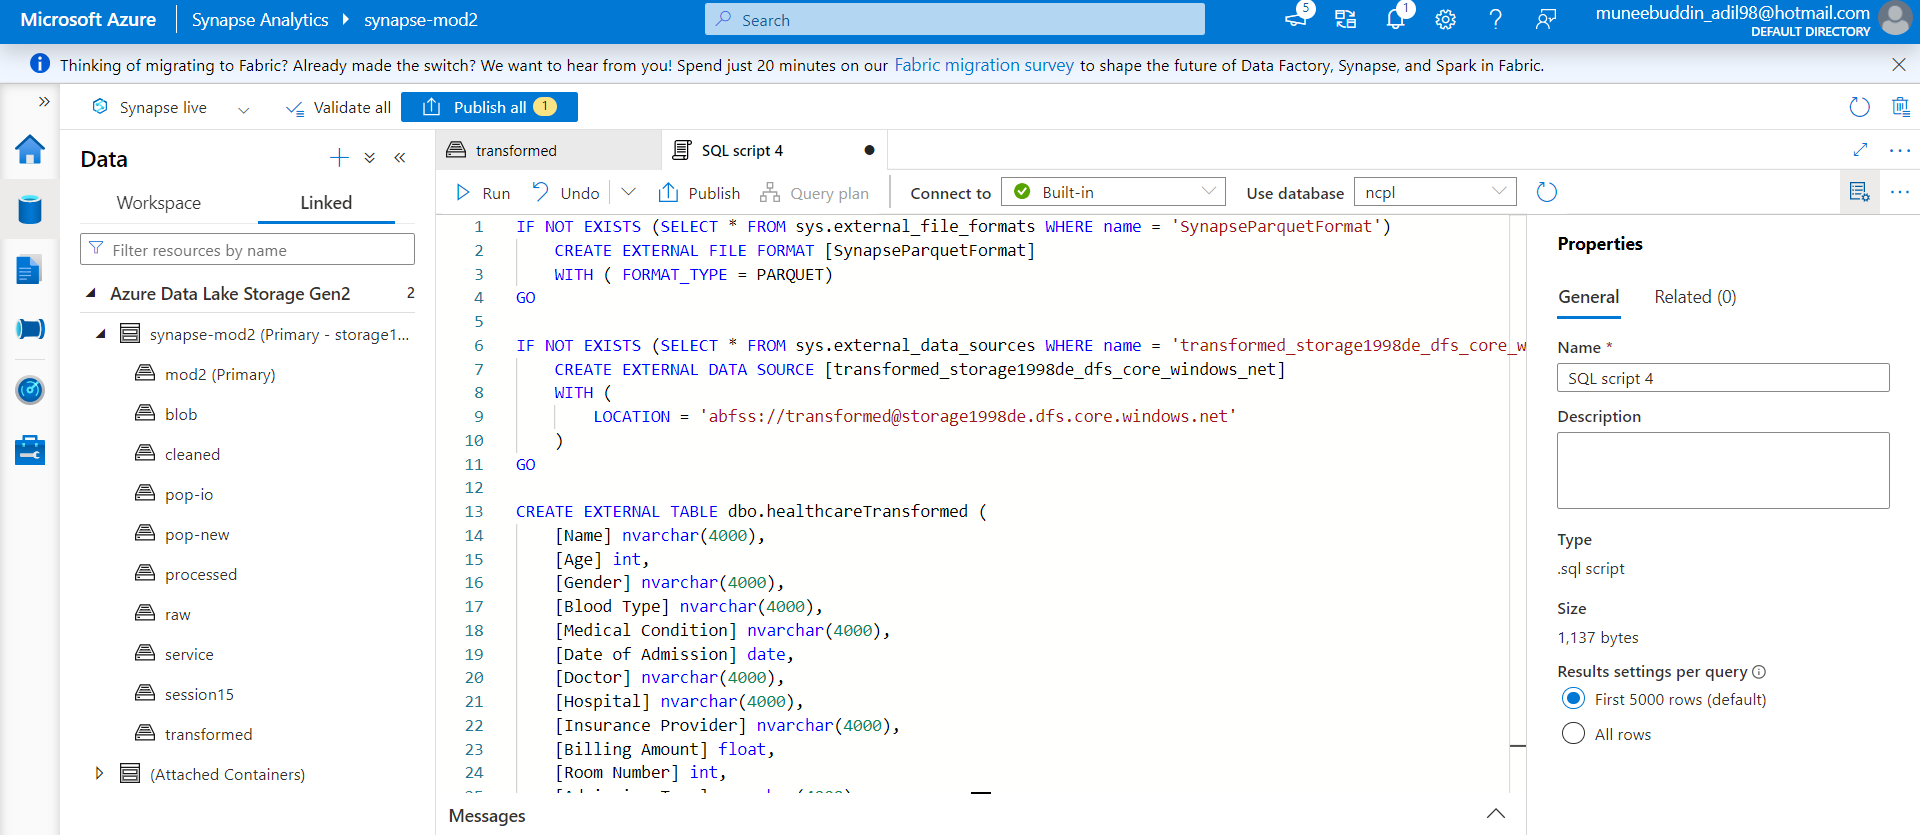 Microsoft Azure
Synapse Analytics
synapse-mod2
Search
5
1
muneebuddin_adil98@hotmail.com
DEFAULT DIRECTORY
Thinking of migrating to Fabric? Already made the switch? We want to hear from you! Spend just 20 minutes on our Fabric migration survey to shape the future of Data Factory, Synapse, and Spark in Fabric.
Synapse live
Validate all
Publish all 1
Data
Workspace
Linked
Filter resources by name
Azure Data Lake Storage Gen2 2
synapse-mod2 (Primary - storage1...
mod2 (Primary)
blob
cleaned
pop-io
pop-new
processed
raw
service
session15
transformed
(Attached Containers)
transformed
SQL script 4
Run
Undo
Publish
Query plan
Connect to
Built-in
Use database
ncpl
1 IF NOT EXISTS (SELECT * FROM sys.external_file_formats WHERE name = 'SynapseParquetFormat')
2 CREATE EXTERNAL FILE FORMAT [SynapseParquetFormat]
3 WITH ( FORMAT_TYPE = PARQUET)
4 GO
5
6 IF NOT EXISTS (SELECT * FROM sys.external_data_sources WHERE name = 'transformed_storage1998de_dfs_core_w
7 CREATE EXTERNAL DATA SOURCE [transformed_storage1998de_dfs_core_windows_net]
8 WITH (
9 LOCATION = 'abfss://transformed@storage1998de.dfs.core.windows.net'
10 )
11 GO
12
13 CREATE EXTERNAL TABLE dbo.healthcareTransformed (
14 [Name] nvarchar(4000),
15 [Age] int,
16 [Gender] nvarchar(4000),
17 [Blood Type] nvarchar(4000),
18 [Medical Condition] nvarchar(4000),
19 [Date of Admission] date,
20 [Doctor] nvarchar(4000),
21 [Hospital] nvarchar(4000),
22 [Insurance Provider] nvarchar(4000),
23 [Billing Amount] float,
24 [Room Number] int,
Messages
Properties
General
Related (0)
Name *
SQL script 4
Description
Type
.sql script
Size
1,137 bytes
Results settings per query
First 5000 rows (default)
All rows